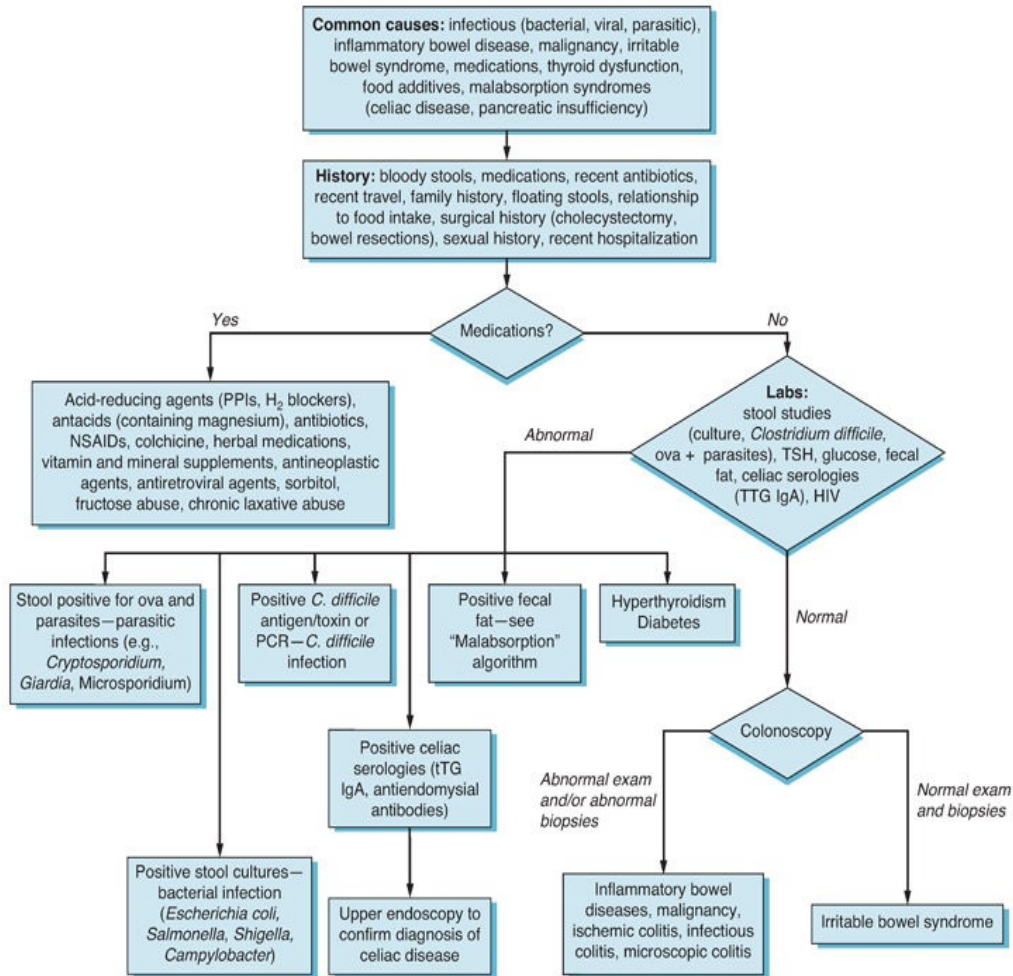 Common causes: infectious (bacterial, viral, parasitic),
inflammatory bowel disease, malignancy, irritable
bowel syndrome, medications, thyroid dysfunction,
food additives, malabsorption syndromes
(celiac disease, pancreatic insufficiency)
History: bloody stools, medications, recent antibiotics,
recent travel, family history, floating stools, relationship
to food intake, surgical history (cholecystectomy,
bowel resections), sexual history, recent hospitalization
Yes
Medications?
No
Acid-reducing agents (PPIs, H₂ blockers),
antacids (containing magnesium), antibiotics,
NSAIDs, colchicine, herbal medications,
vitamin and mineral supplements, antineoplastic
agents, antiretroviral agents, sorbitol,
fructose abuse, chronic laxative abuse
Labs:
stool studies
(culture, Clostridium difficile,
ova + parasites), TSH, glucose, fecal
fat, celiac serologies
(TTG IgA), HIV
Abnormal
Stool positive for ova and
parasites—parasitic
infections (e.g.,
Cryptosporidium,
Giardia, Microsporidium)
Positive C. difficile
antigen/toxin or
PCR—C. difficile
infection
Positive fecal
fat—see
“Malabsorption”
algorithm
Hyperthyroidism
Diabetes
Normal
Positive celiac
serologies (tTG
IgA, antiendomysial
antibodies)
Colonoscopy
Abnormal exam
and/or abnormal
biopsies
Normal exam
and biopsies
Positive stool cultures—
bacterial infection
(Escherichia coli,
Salmonella, Shigella,
Campylobacter)
Upper endoscopy to
confirm diagnosis of
celiac disease
Inflammatory bowel
diseases, malignancy,
ischemic colitis, infectious
colitis, microscopic colitis
Irritable bowel syndrome